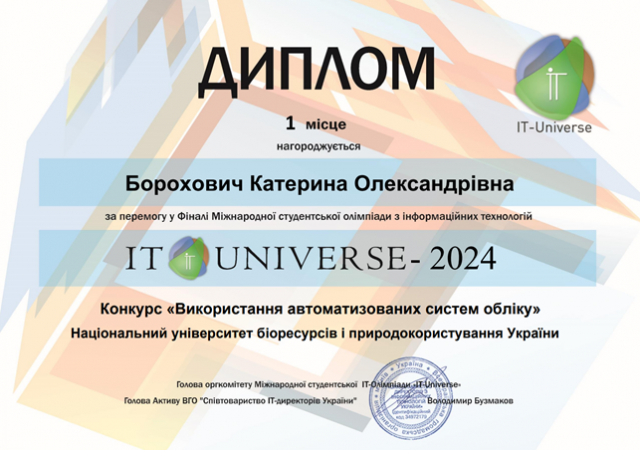 ДИПЛОМ
IT
IT-Universe
1 місце
нагороджується
Борохович Катерина Олександрівна
за перемогу у Фіналі Міжнародної студентської олімпіади з інформаційних технологій
IT UNIVERSE - 2024
Конкурс «Використання автоматизованих систем обліку»
Національний університет біоресурсів і природокористування України
Голова оргкомітету Міжнародної студентської IT-Олімпіади «IT-Universe»
Голова Активу ВГО "Співтовариство IT-директорів України" Володимир Бузмаков